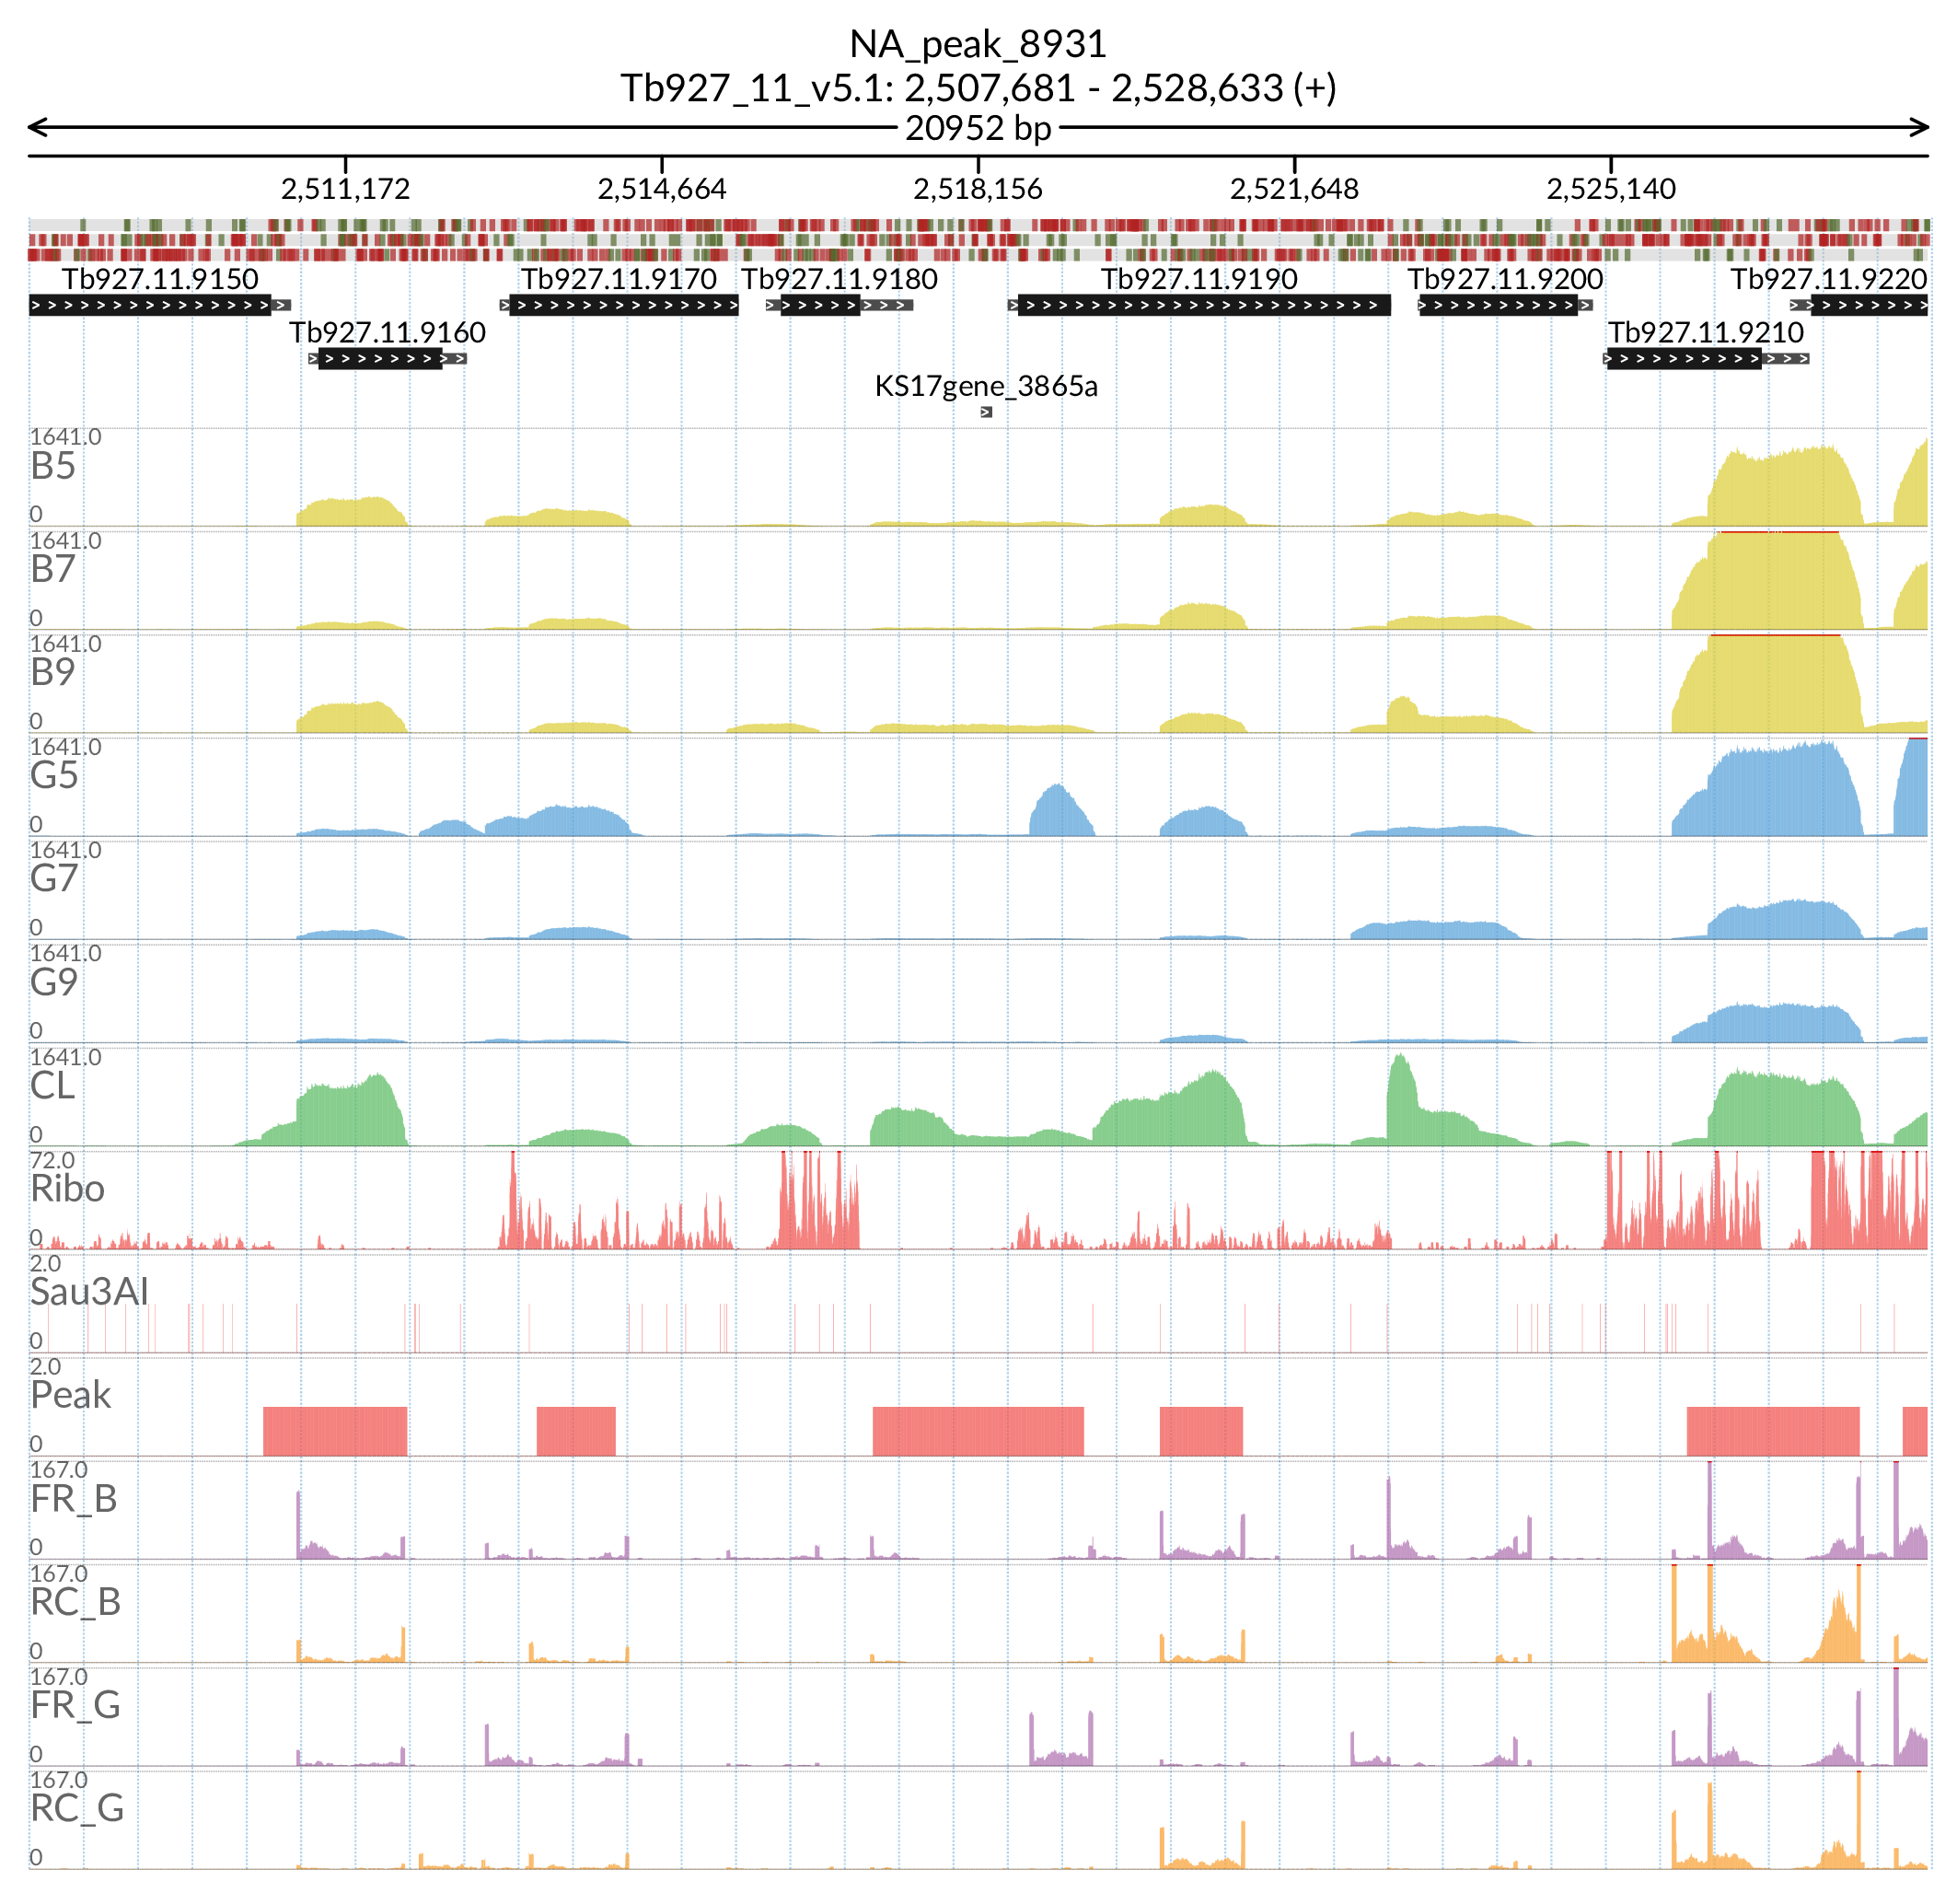 NA_peak_8931
Tb927_11_v5.1: 2,507,681 - 2,528,633 (+)
20952 bp
2,511,172 2,514,664 2,518,156 2,521,648 2,525,140
Tb927.11.9150 Tb927.11.9170 Tb927.11.9180 Tb927.11.9190 Tb927.11.9200 Tb927.11.9220
Tb927.11.9160 Tb927.11.9210
KS17gene_3865a
1641.0
B5
0
1641.0
B7
0
1641.0
B9
0
1641.0
G5
0
1641.0
G7
0
1641.0
G9
0
1641.0
CL
0
72.0
Ribo
0
2.0
Sau3AI
0
2.0
Peak
0
167.0
FR_B
0
167.0
RC_B
0
167.0
FR_G
0
167.0
RC_G
0